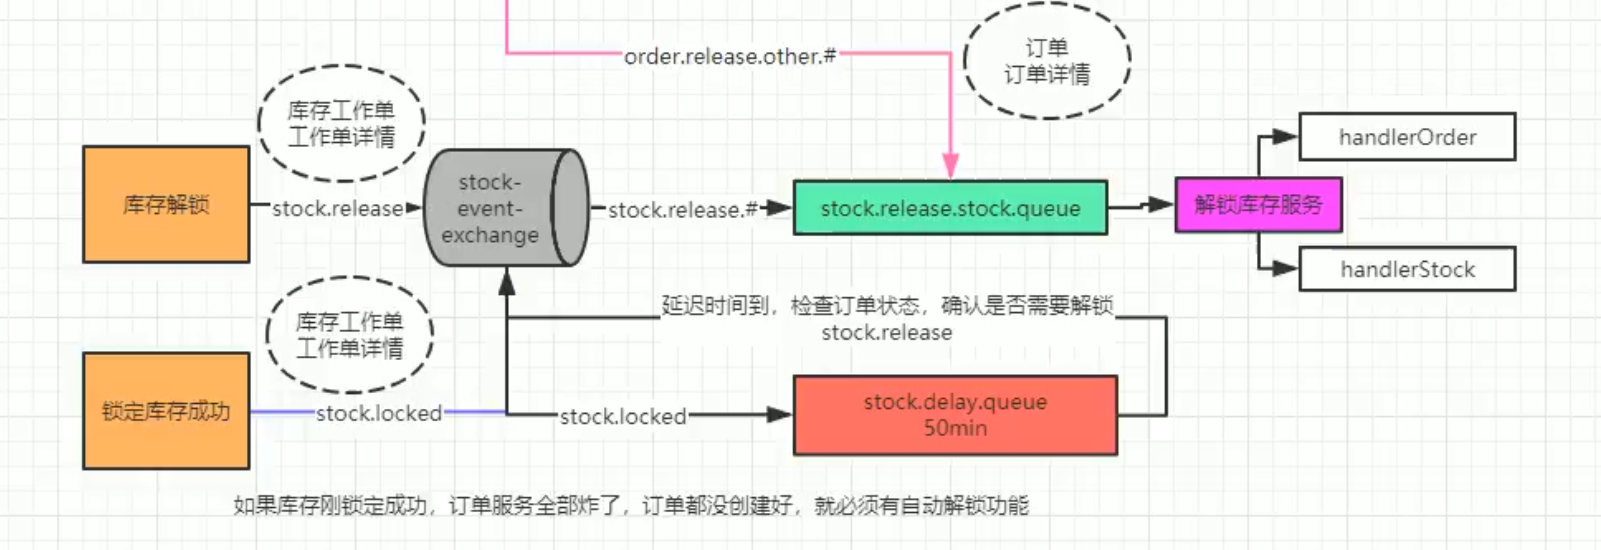 order.release.other.#
订单
订单详情
库存工作单
工作单详情
handlerOrder
库存解锁
stock.release
stock-
event-
exchange
stock.release.#
stock.release.stock.queue
解锁库存服务
handlerStock
延迟时间到，检查订单状态，确认是否需要解锁
stock.release
库存工作单
工作单详情
锁定库存成功
stock.locked
stock.locked
stock.delay.queue
50min
如果库存刚锁定成功，订单服务全部炸了，订单都没创建好，就必须有自动解锁功能